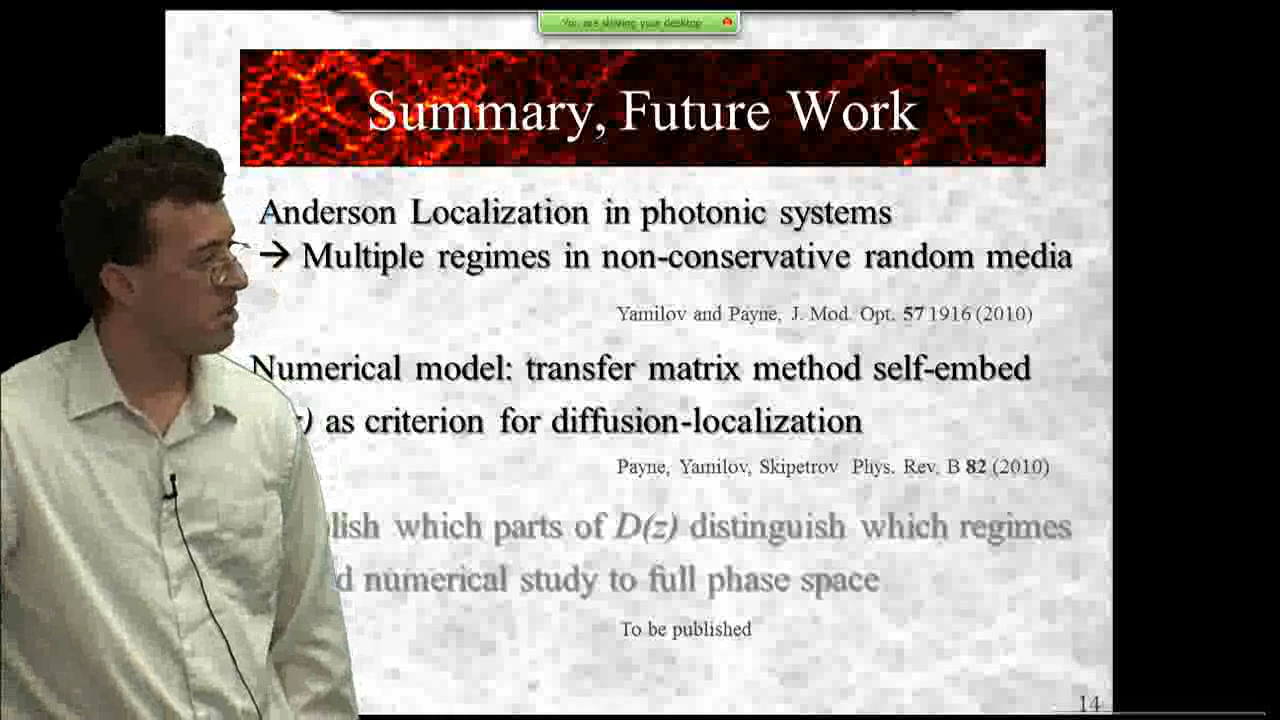 You are sharing your desktop
Summary, Future Work
Anderson Localization in photonic systems
→ Multiple regimes in non-conservative random media
Yamilov and Payne, J. Mod. Opt. 57 1916 (2010)
Numerical model: transfer matrix method self-embed
) as criterion for diffusion-localization
Payne, Yamilov, Skipetrov Phys. Rev. B 82 (2010)
lish which parts of D(z) distinguish which regimes
d numerical study to full phase space
To be published
14